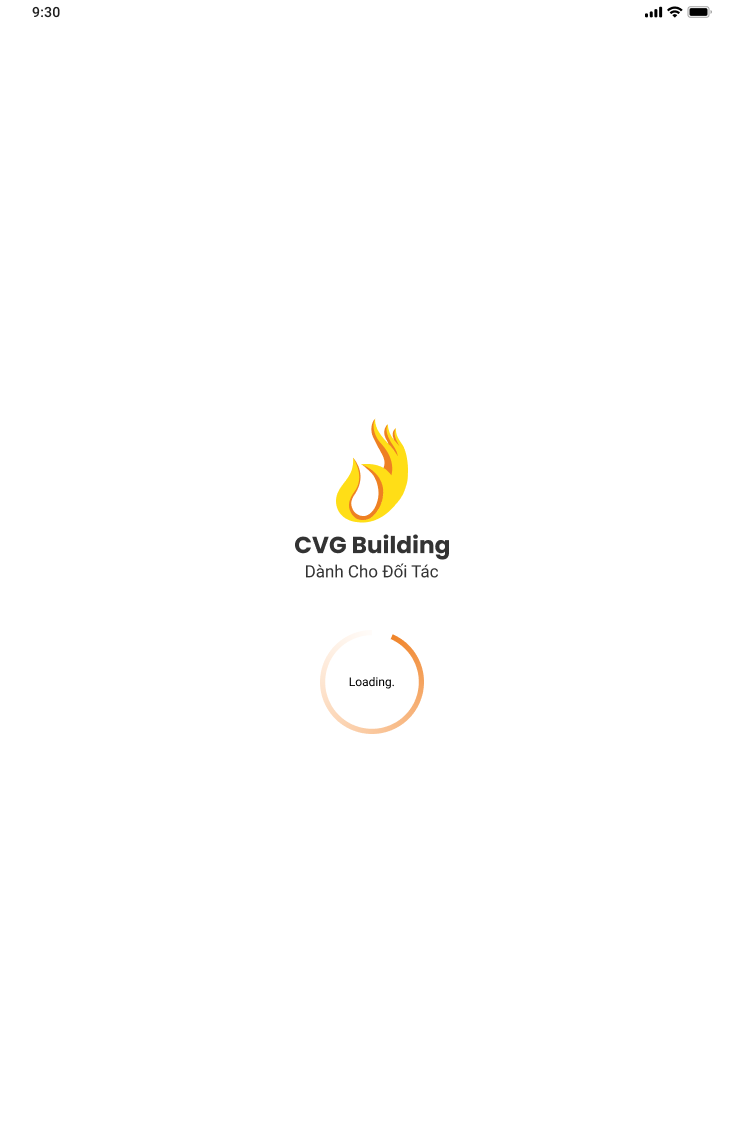 9:30
CVG Building
Dành Cho Đối Tác
Loading.